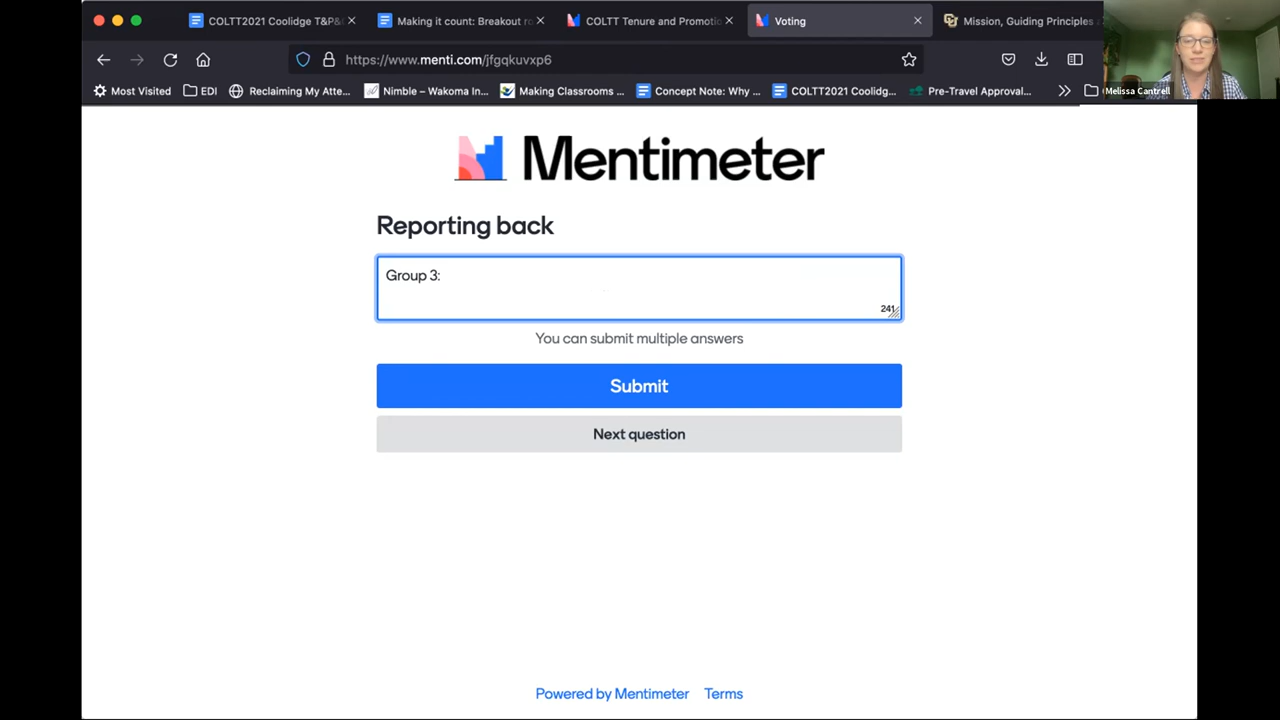 COLTT2021 Coolidge T&P&
Making it count: Breakout ro
COLTT Tenure and Promotio
Voting
Mission, Guiding Principles
https://www.menti.com/jfgqkuvxp6
Most Visited
EDI
Reclaiming My Atte...
Nimble – Wakoma In...
Making Classrooms ...
Concept Note: Why ...
COLTT2021 Coolidg...
Pre-Travel Approval...
Melissa Cantrell
Mentimeter
Reporting back
Group 3:
241
You can submit multiple answers
Submit
Next question
Powered by Mentimeter
Terms